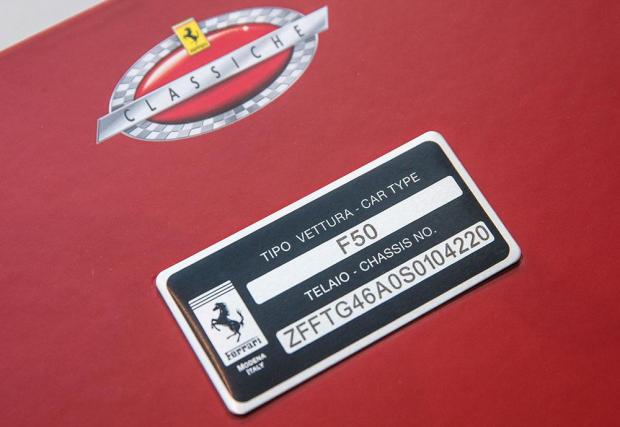 CLASSICHE
TIPO VETTURA - CAR TYPE
F50
TELAIO - CHASSIS NO.
ZFFTG46A0S0104220
Ferrari
MODENA
ITALY